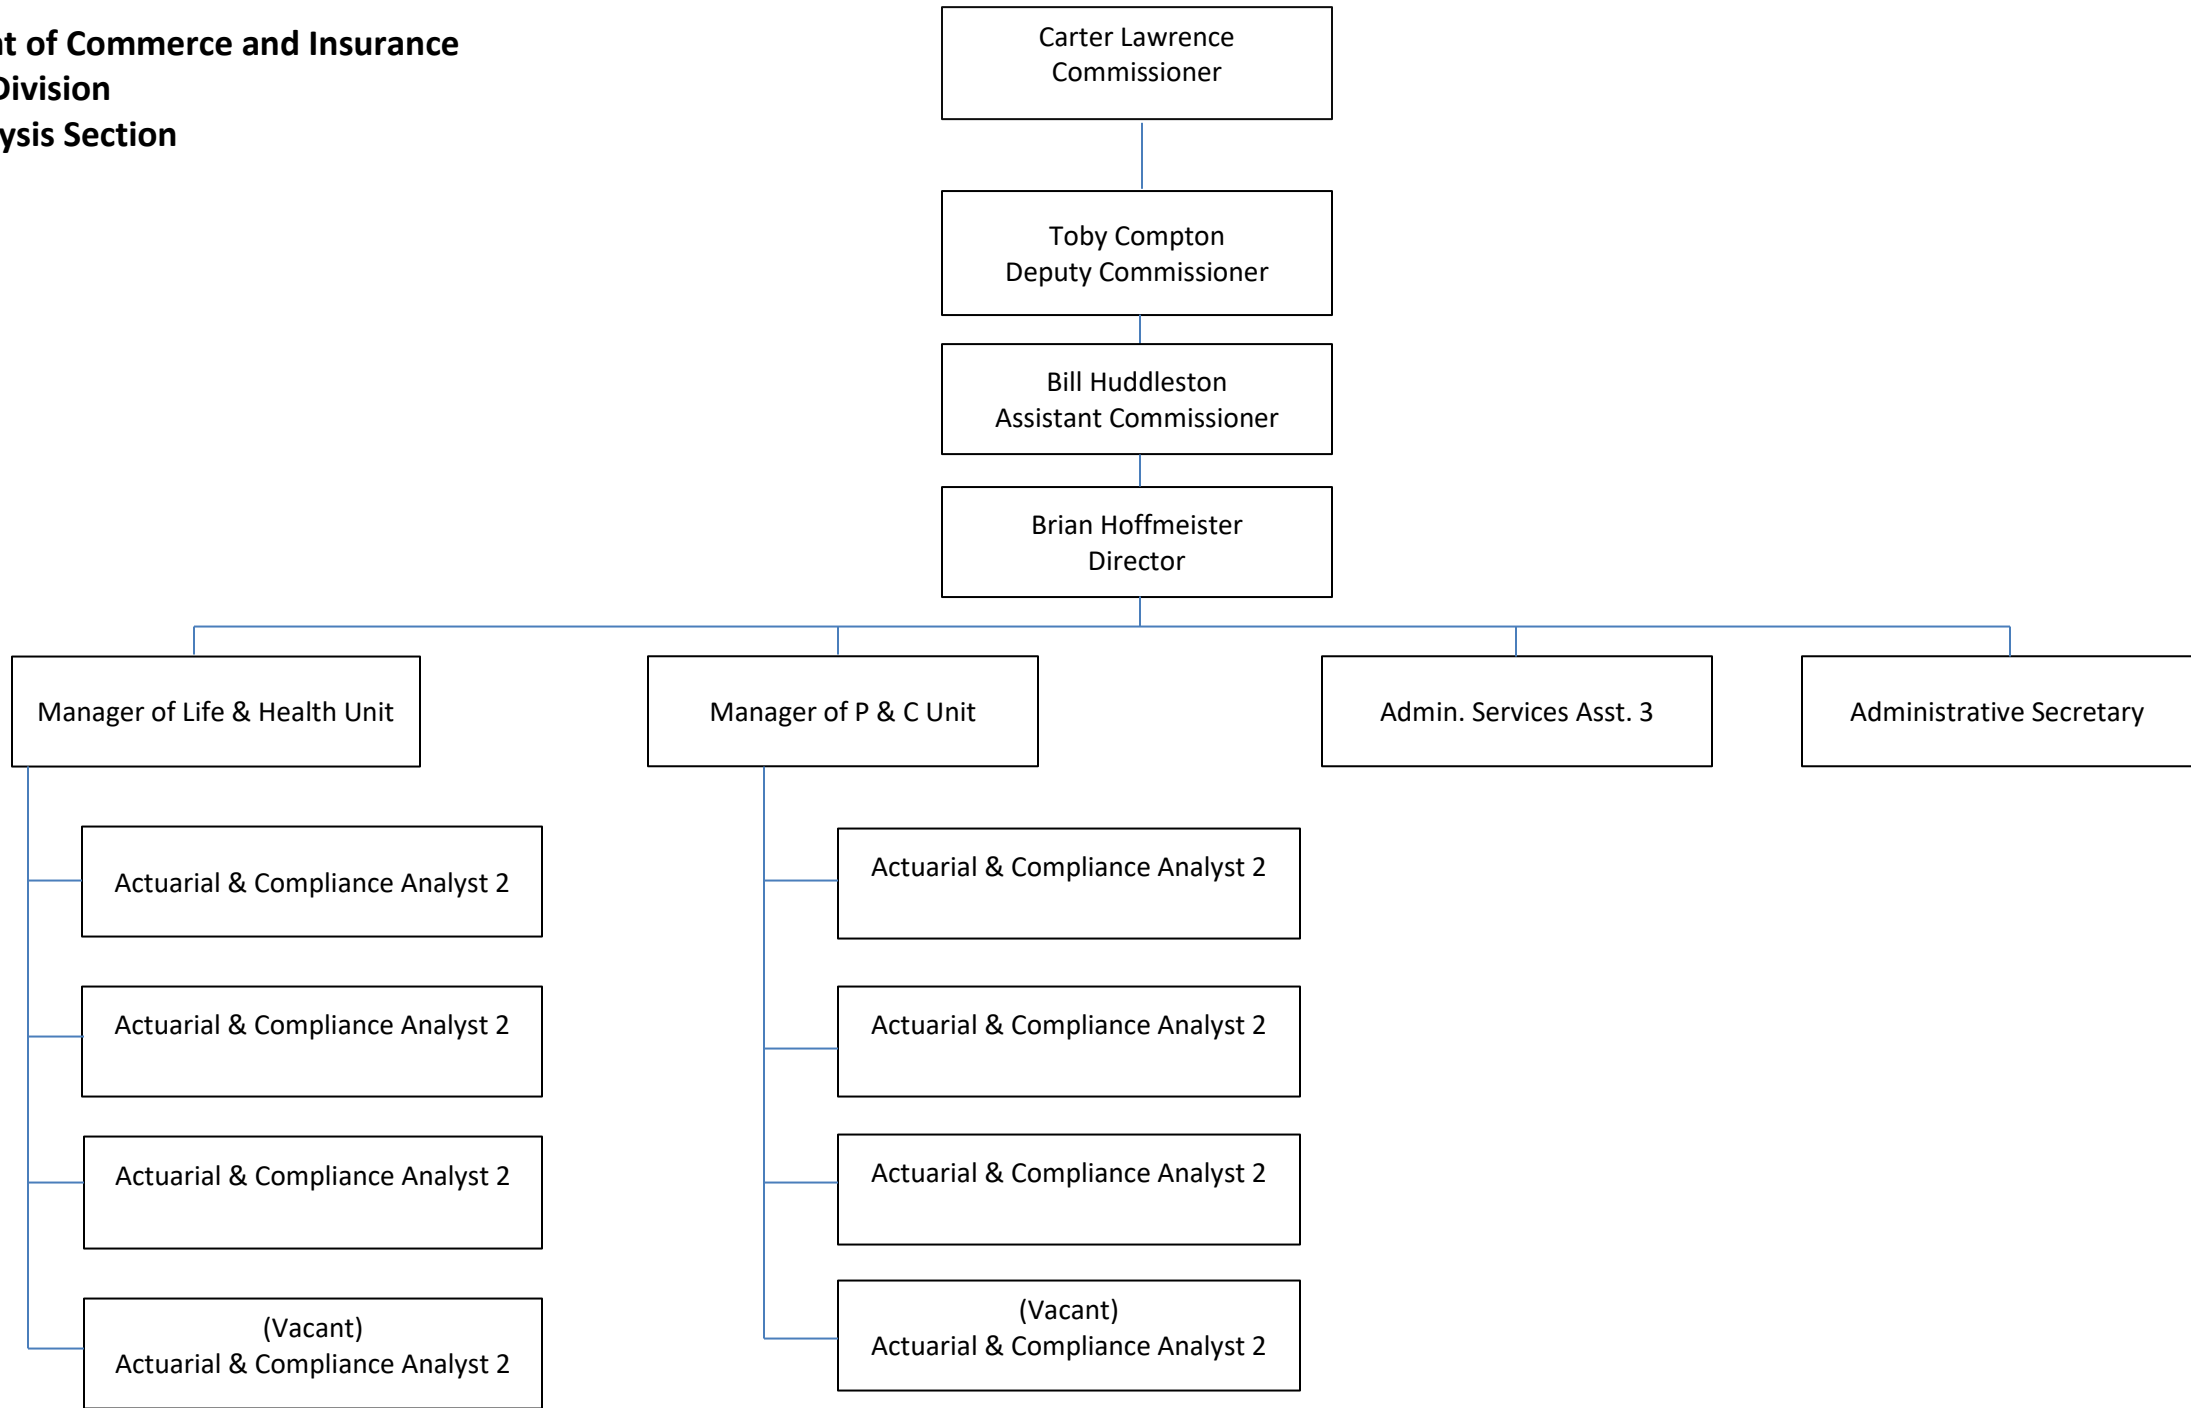 of Commerce and Insurance
Division
Section
Carter Lawrence
Commissioner
Toby Compton
Deputy Commissioner
Bill Huddleston
Assistant Commissioner
Brian Hoffmeister
Director
Manager of Life & Health Unit
Manager of P & C Unit
Admin. Services Asst. 3
Administrative Secretary
Actuarial & Compliance Analyst 2
Actuarial & Compliance Analyst 2
Actuarial & Compliance Analyst 2
(Vacant)
Actuarial & Compliance Analyst 2
Actuarial & Compliance Analyst 2
Actuarial & Compliance Analyst 2
Actuarial & Compliance Analyst 2
(Vacant)
Actuarial & Compliance Analyst 2